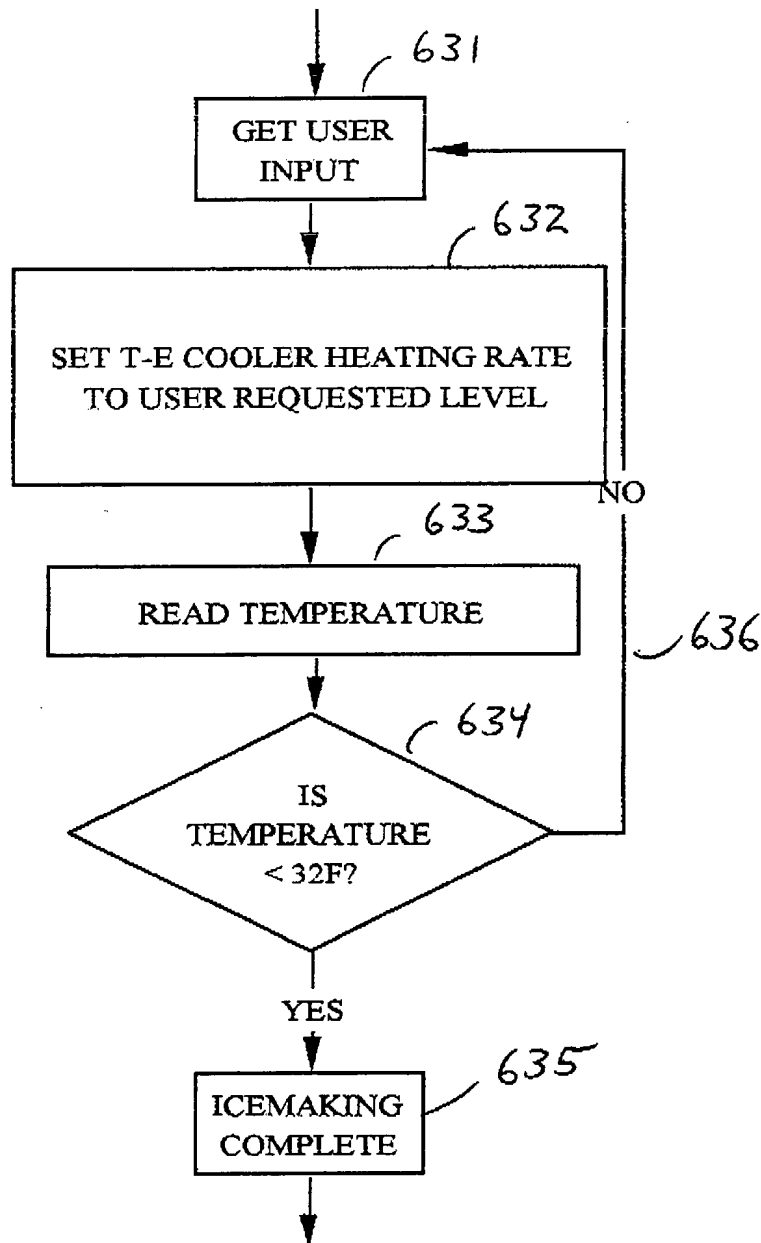 631
GET USER
INPUT
632
SET T-E COOLER HEATING RATE
TO USER REQUESTED LEVEL
NO
633
READ TEMPERATURE
636
634
IS
TEMPERATURE
< 32F?
YES
635
ICEMAKING
COMPLETE